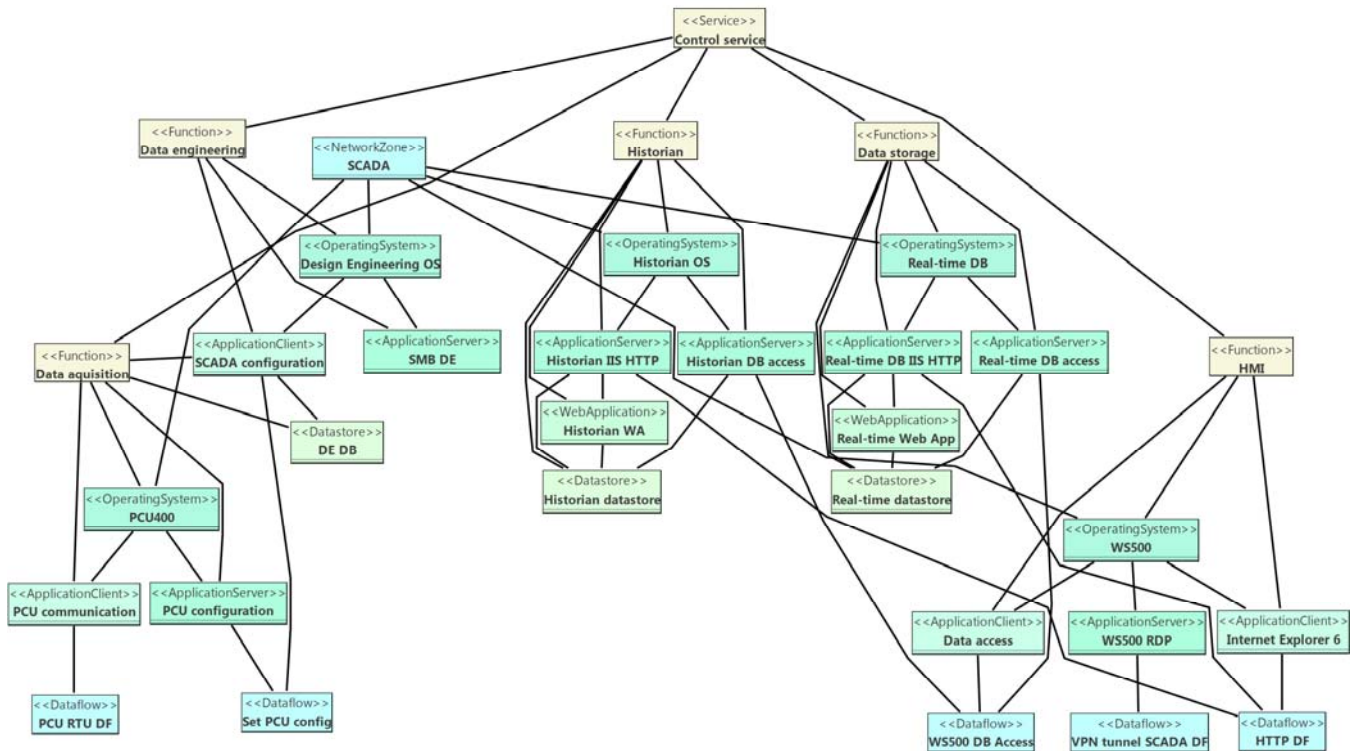 <<Service>>
Control service
<<Function>>
Data engineering
<<NetworkZone>>
SCADA
<<Function>>
Historian
<<Function>>
Data storage
<<OperatingSystem>>
Design Engineering OS
<<OperatingSystem>>
Historian OS
<<OperatingSystem>>
Real-time DB
<<Function>>
Data aquisition
<<ApplicationClient>>
SCADA configuration
<<ApplicationServer>>
SMB DE
<<ApplicationServer>>
Historian IIS HTTP
<<ApplicationServer>>
Historian DB access
<<ApplicationServer>>
Real-time DB IIS HTTP
<<ApplicationServer>>
Real-time DB access
<<Function>>
HMI
<<Datastore>>
DE DB
<<WebApplication>>
Historian WA
<<WebApplication>>
Real-time Web App
<<OperatingSystem>>
PCU400
<<Datastore>>
Historian datastore
<<Datastore>>
Real-time datastore
<<OperatingSystem>>
WS500
<<ApplicationClient>>
PCU communication
<<ApplicationServer>>
PCU configuration
<<ApplicationClient>>
Data access
<<ApplicationServer>>
WS500 RDP
<<ApplicationClient>>
Internet Explorer 6
<<Dataflow>>
PCU RTU DF
<<Dataflow>>
Set PCU config
<<Dataflow>>
WS500 DB Access
<<Dataflow>>
VPN tunnel SCADA DF
<<Dataflow>>
HTTP DF